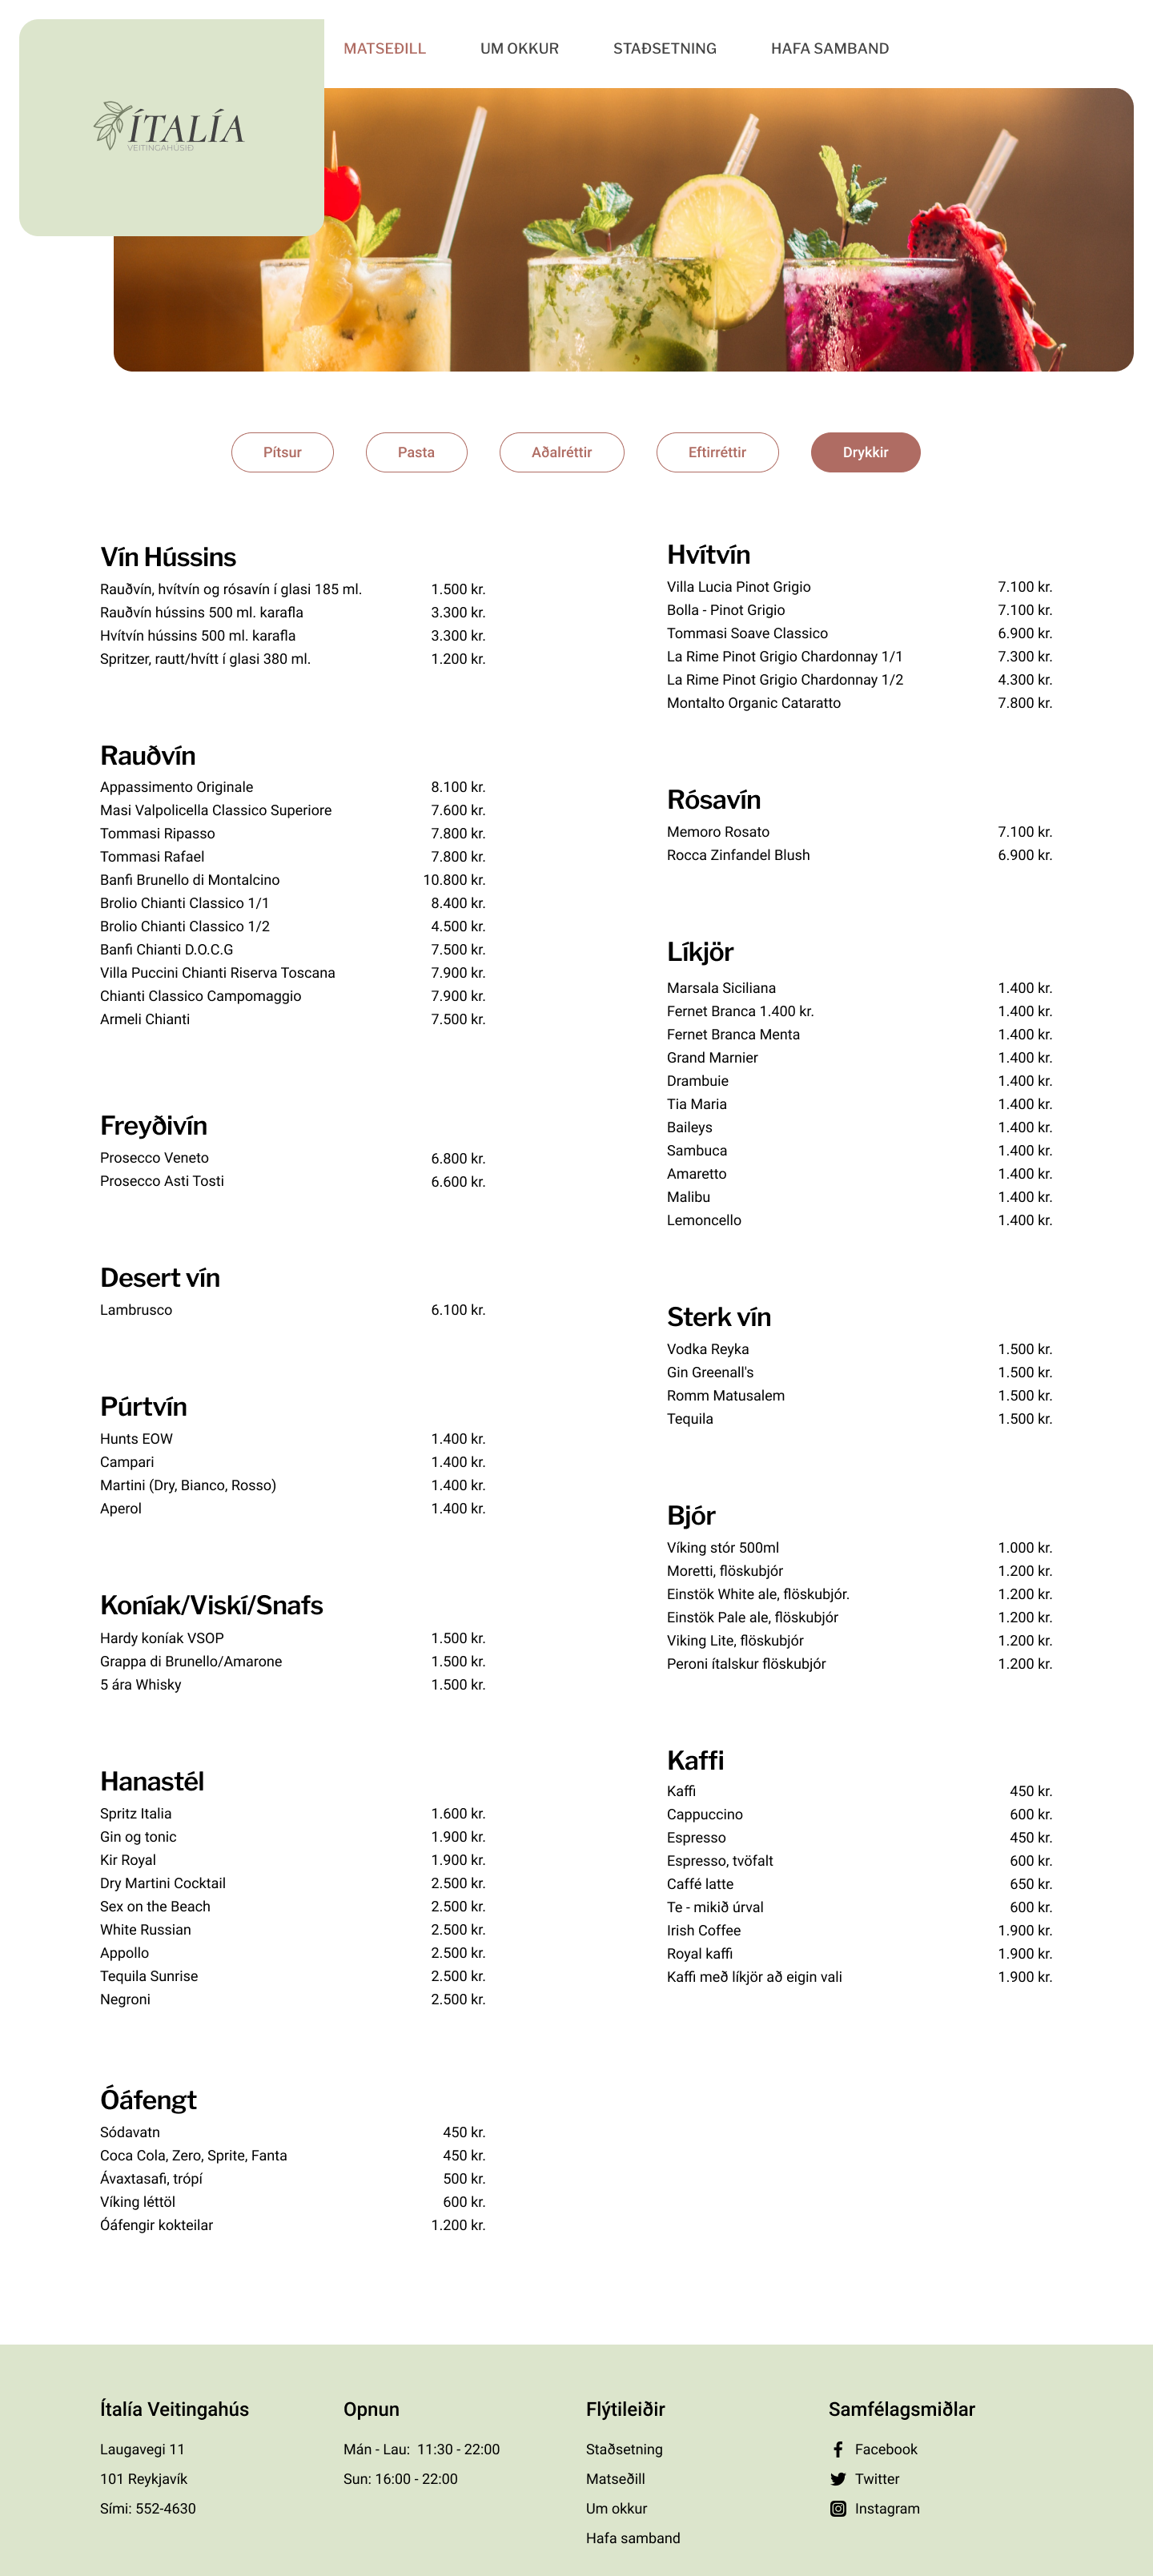 MATSEÐILL
UM OKKUR
STAÐSETNING
HAFA SAMBAND
ÍTALÍA
VEITINGAHÚSIÐ
Pítsur
Pasta
Aðalréttir
Eftirréttir
Drykkir
Vín Hússins
Rauðvín, hvítvín og rósavín í glasi 185 ml. 1.500 kr.
Rauðvín hússins 500 ml. karafla 3.300 kr.
Hvítvín hússins 500 ml. karafla 3.300 kr.
Spritzer, rautt/hvítt í glasi 380 ml. 1.200 kr.
Rauðvín
Appassimento Originale 8.100 kr.
Masi Valpolicella Classico Superiore 7.600 kr.
Tommasi Ripasso 7.800 kr.
Tommasi Rafael 7.800 kr.
Banfi Brunello di Montalcino 10.800 kr.
Brolio Chianti Classico 1/1 8.400 kr.
Brolio Chianti Classico 1/2 4.500 kr.
Banfi Chianti D.O.C.G 7.500 kr.
Villa Puccini Chianti Riserva Toscana 7.900 kr.
Chianti Classico Campomaggio 7.900 kr.
Armeli Chianti 7.500 kr.
Freyðivín
Prosecco Veneto 6.800 kr.
Prosecco Asti Tosti 6.600 kr.
Desert vín
Lambrusco 6.100 kr.
Púrtvín
Hunts EOW 1.400 kr.
Campari 1.400 kr.
Martini (Dry, Bianco, Rosso) 1.400 kr.
Aperol 1.400 kr.
Koníak/Viskí/Snafs
Hardy koníak VSOP 1.500 kr.
Grappa di Brunello/Amarone 1.500 kr.
5 ára Whisky 1.500 kr.
Hanastél
Spritz Italia 1.600 kr.
Gin og tonic 1.900 kr.
Kir Royal 1.900 kr.
Dry Martini Cocktail 2.500 kr.
Sex on the Beach 2.500 kr.
White Russian 2.500 kr.
Appollo 2.500 kr.
Tequila Sunrise 2.500 kr.
Negroni 2.500 kr.
Óáfengt
Sódavatn 450 kr.
Coca Cola, Zero, Sprite, Fanta 450 kr.
Ávaxtasafi, trópí 500 kr.
Víking léttöl 600 kr.
Óáfengir kokteilar 1.200 kr.
Hvítvín
Villa Lucia Pinot Grigio 7.100 kr.
Bolla - Pinot Grigio 7.100 kr.
Tommasi Soave Classico 6.900 kr.
La Rime Pinot Grigio Chardonnay 1/1 7.300 kr.
La Rime Pinot Grigio Chardonnay 1/2 4.300 kr.
Montalto Organic Cataratto 7.800 kr.
Rósavín
Memoro Rosato 7.100 kr.
Rocca Zinfandel Blush 6.900 kr.
Líkjör
Marsala Siciliana 1.400 kr.
Fernet Branca 1.400 kr. 1.400 kr.
Fernet Branca Menta 1.400 kr.
Grand Marnier 1.400 kr.
Drambuie 1.400 kr.
Tia Maria 1.400 kr.
Baileys 1.400 kr.
Sambuca 1.400 kr.
Amaretto 1.400 kr.
Malibu 1.400 kr.
Lemoncello 1.400 kr.
Sterk vín
Vodka Reyka 1.500 kr.
Gin Greenall's 1.500 kr.
Romm Matusalem 1.500 kr.
Tequila 1.500 kr.
Bjór
Víking stór 500ml 1.000 kr.
Moretti, flöskubjór 1.200 kr.
Einstök White ale, flöskubjór. 1.200 kr.
Einstök Pale ale, flöskubjór 1.200 kr.
Viking Lite, flöskubjór 1.200 kr.
Peroni ítalskur flöskubjór 1.200 kr.
Kaffi
Kaffi 450 kr.
Cappuccino 600 kr.
Espresso 450 kr.
Espresso, tvöfalt 600 kr.
Caffé latte 650 kr.
Te - mikið úrval 600 kr.
Irish Coffee 1.900 kr.
Royal kaffi 1.900 kr.
Kaffi með líkjör að eigin vali 1.900 kr.
Ítalía Veitingahús
Laugavegi 11
101 Reykjavík
Sími: 552-4630
Opnun
Mán - Lau: 11:30 - 22:00
Sun: 16:00 - 22:00
Flýtileiðir
Staðsetning
Matseðill
Um okkur
Hafa samband
Samfélagsmiðlar
Facebook
Twitter
Instagram